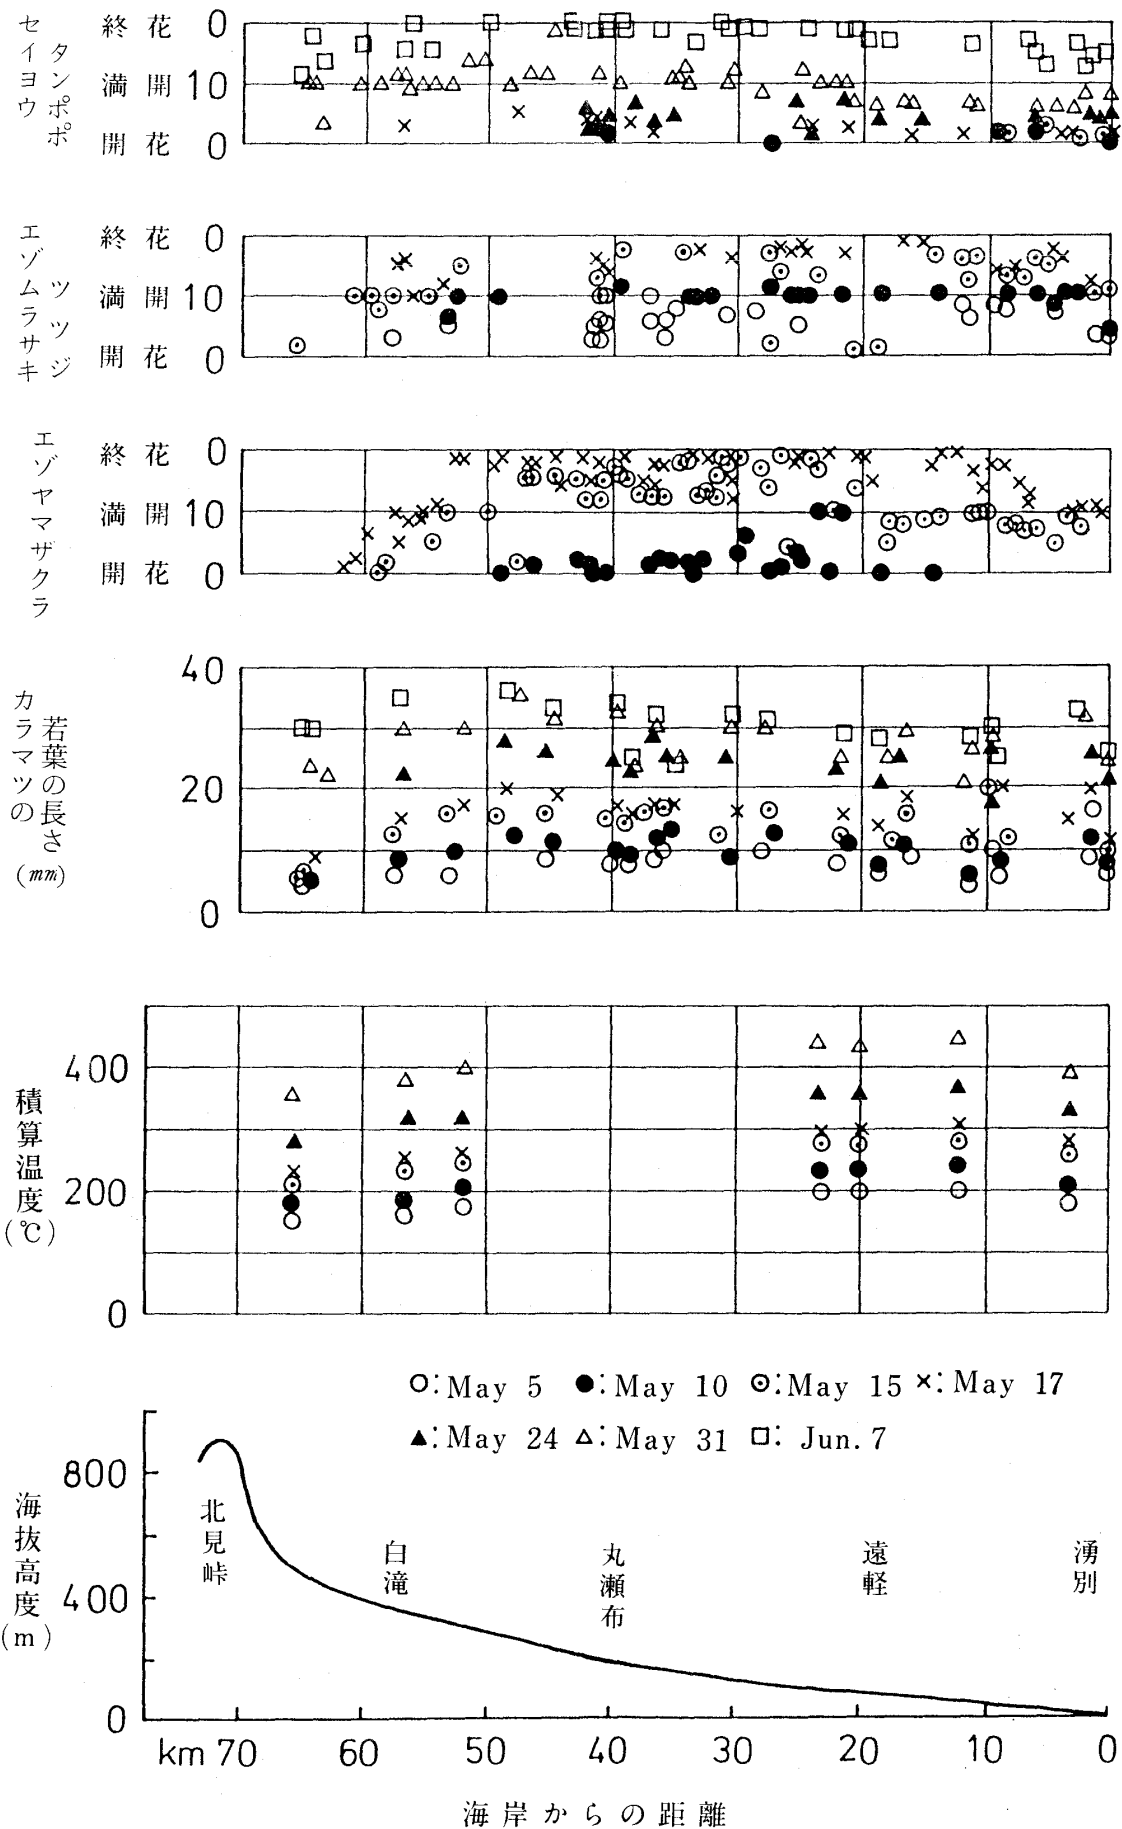 セイヨウ
タンポポ
終花 0
満開 10
開花 0
エゾムラサキ
ツツジ
終花 0
満開 10
開花 0
エゾヤマザクラ
終花 0
満開 10
開花 0
カラマツの
若葉の長さ
(mm)
40
20
0
積算温度
(℃)
400
200
0
○:May 5 ●:May 10 ⊙:May 15 ×:May 17
▲:May 24 △:May 31 □: Jun. 7
海抜高度
(m)
800
400
0
北見峠
白滝
丸瀬布
遠軽
湧別
km 70 60 50 40 30 20 10 0
海岸からの距離